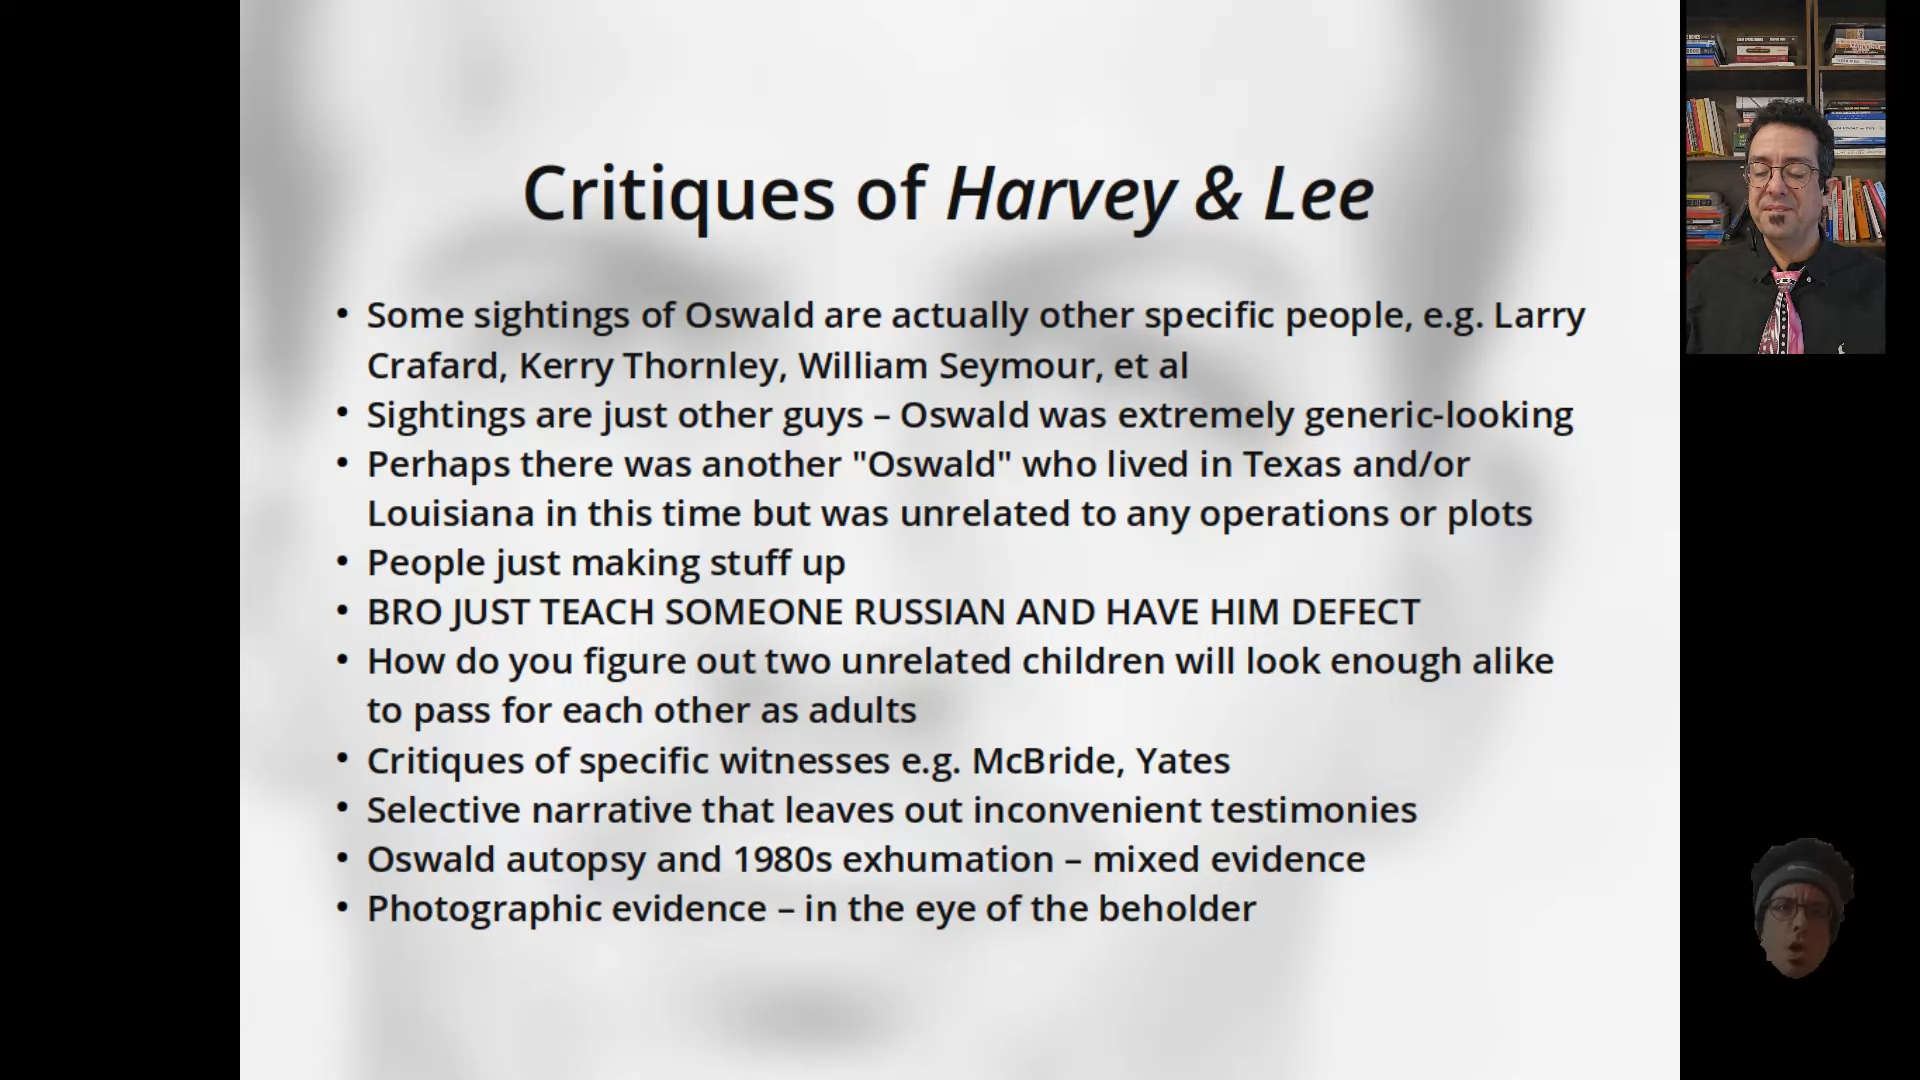 Critiques of Harvey & Lee
• Some sightings of Oswald are actually other specific people, e.g. Larry
Crafard, Kerry Thornley, William Seymour, et al
• Sightings are just other guys – Oswald was extremely generic-looking
• Perhaps there was another "Oswald" who lived in Texas and/or
Louisiana in this time but was unrelated to any operations or plots
• People just making stuff up
• BRO JUST TEACH SOMEONE RUSSIAN AND HAVE HIM DEFECT
• How do you figure out two unrelated children will look enough alike
to pass for each other as adults
• Critiques of specific witnesses e.g. McBride, Yates
• Selective narrative that leaves out inconvenient testimonies
• Oswald autopsy and 1980s exhumation – mixed evidence
• Photographic evidence – in the eye of the beholder